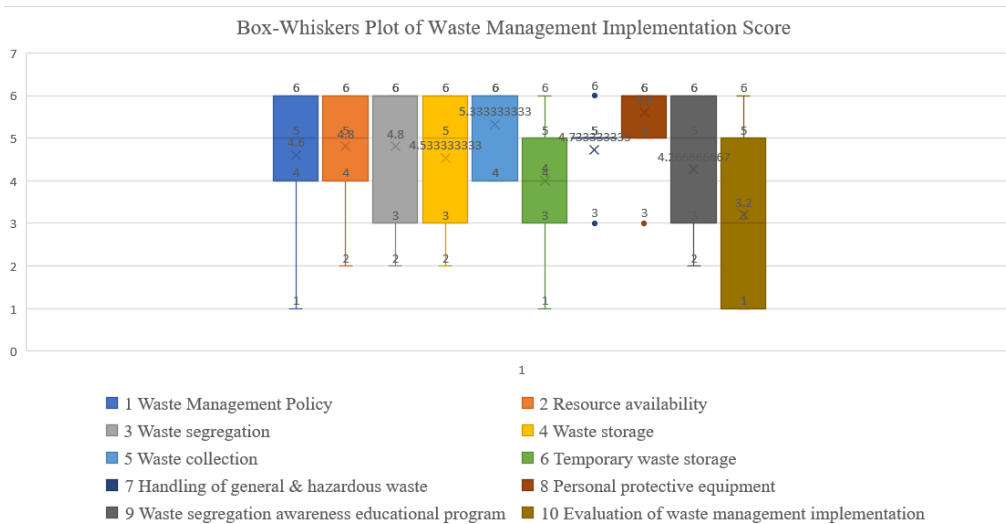 Box-Whiskers Plot of Waste Management Implementation Score
7
6 6 6 6 6 6 6 6 6 6 6
5.333333333
5 5 5 5 5 5 5 5
4.6 4.8 4.8 4.533333333 4.733333333 4.266666667
4 4 4 4 4 4
3 3 3 3 3 3 3 3.2
2 2 2 2 2
1 1 1 1
0
1
1 Waste Management Policy 2 Resource availability
3 Waste segregation 4 Waste storage
5 Waste collection 6 Temporary waste storage
7 Handling of general & hazardous waste 8 Personal protective equipment
9 Waste segregation awareness educational program 10 Evaluation of waste management implementation